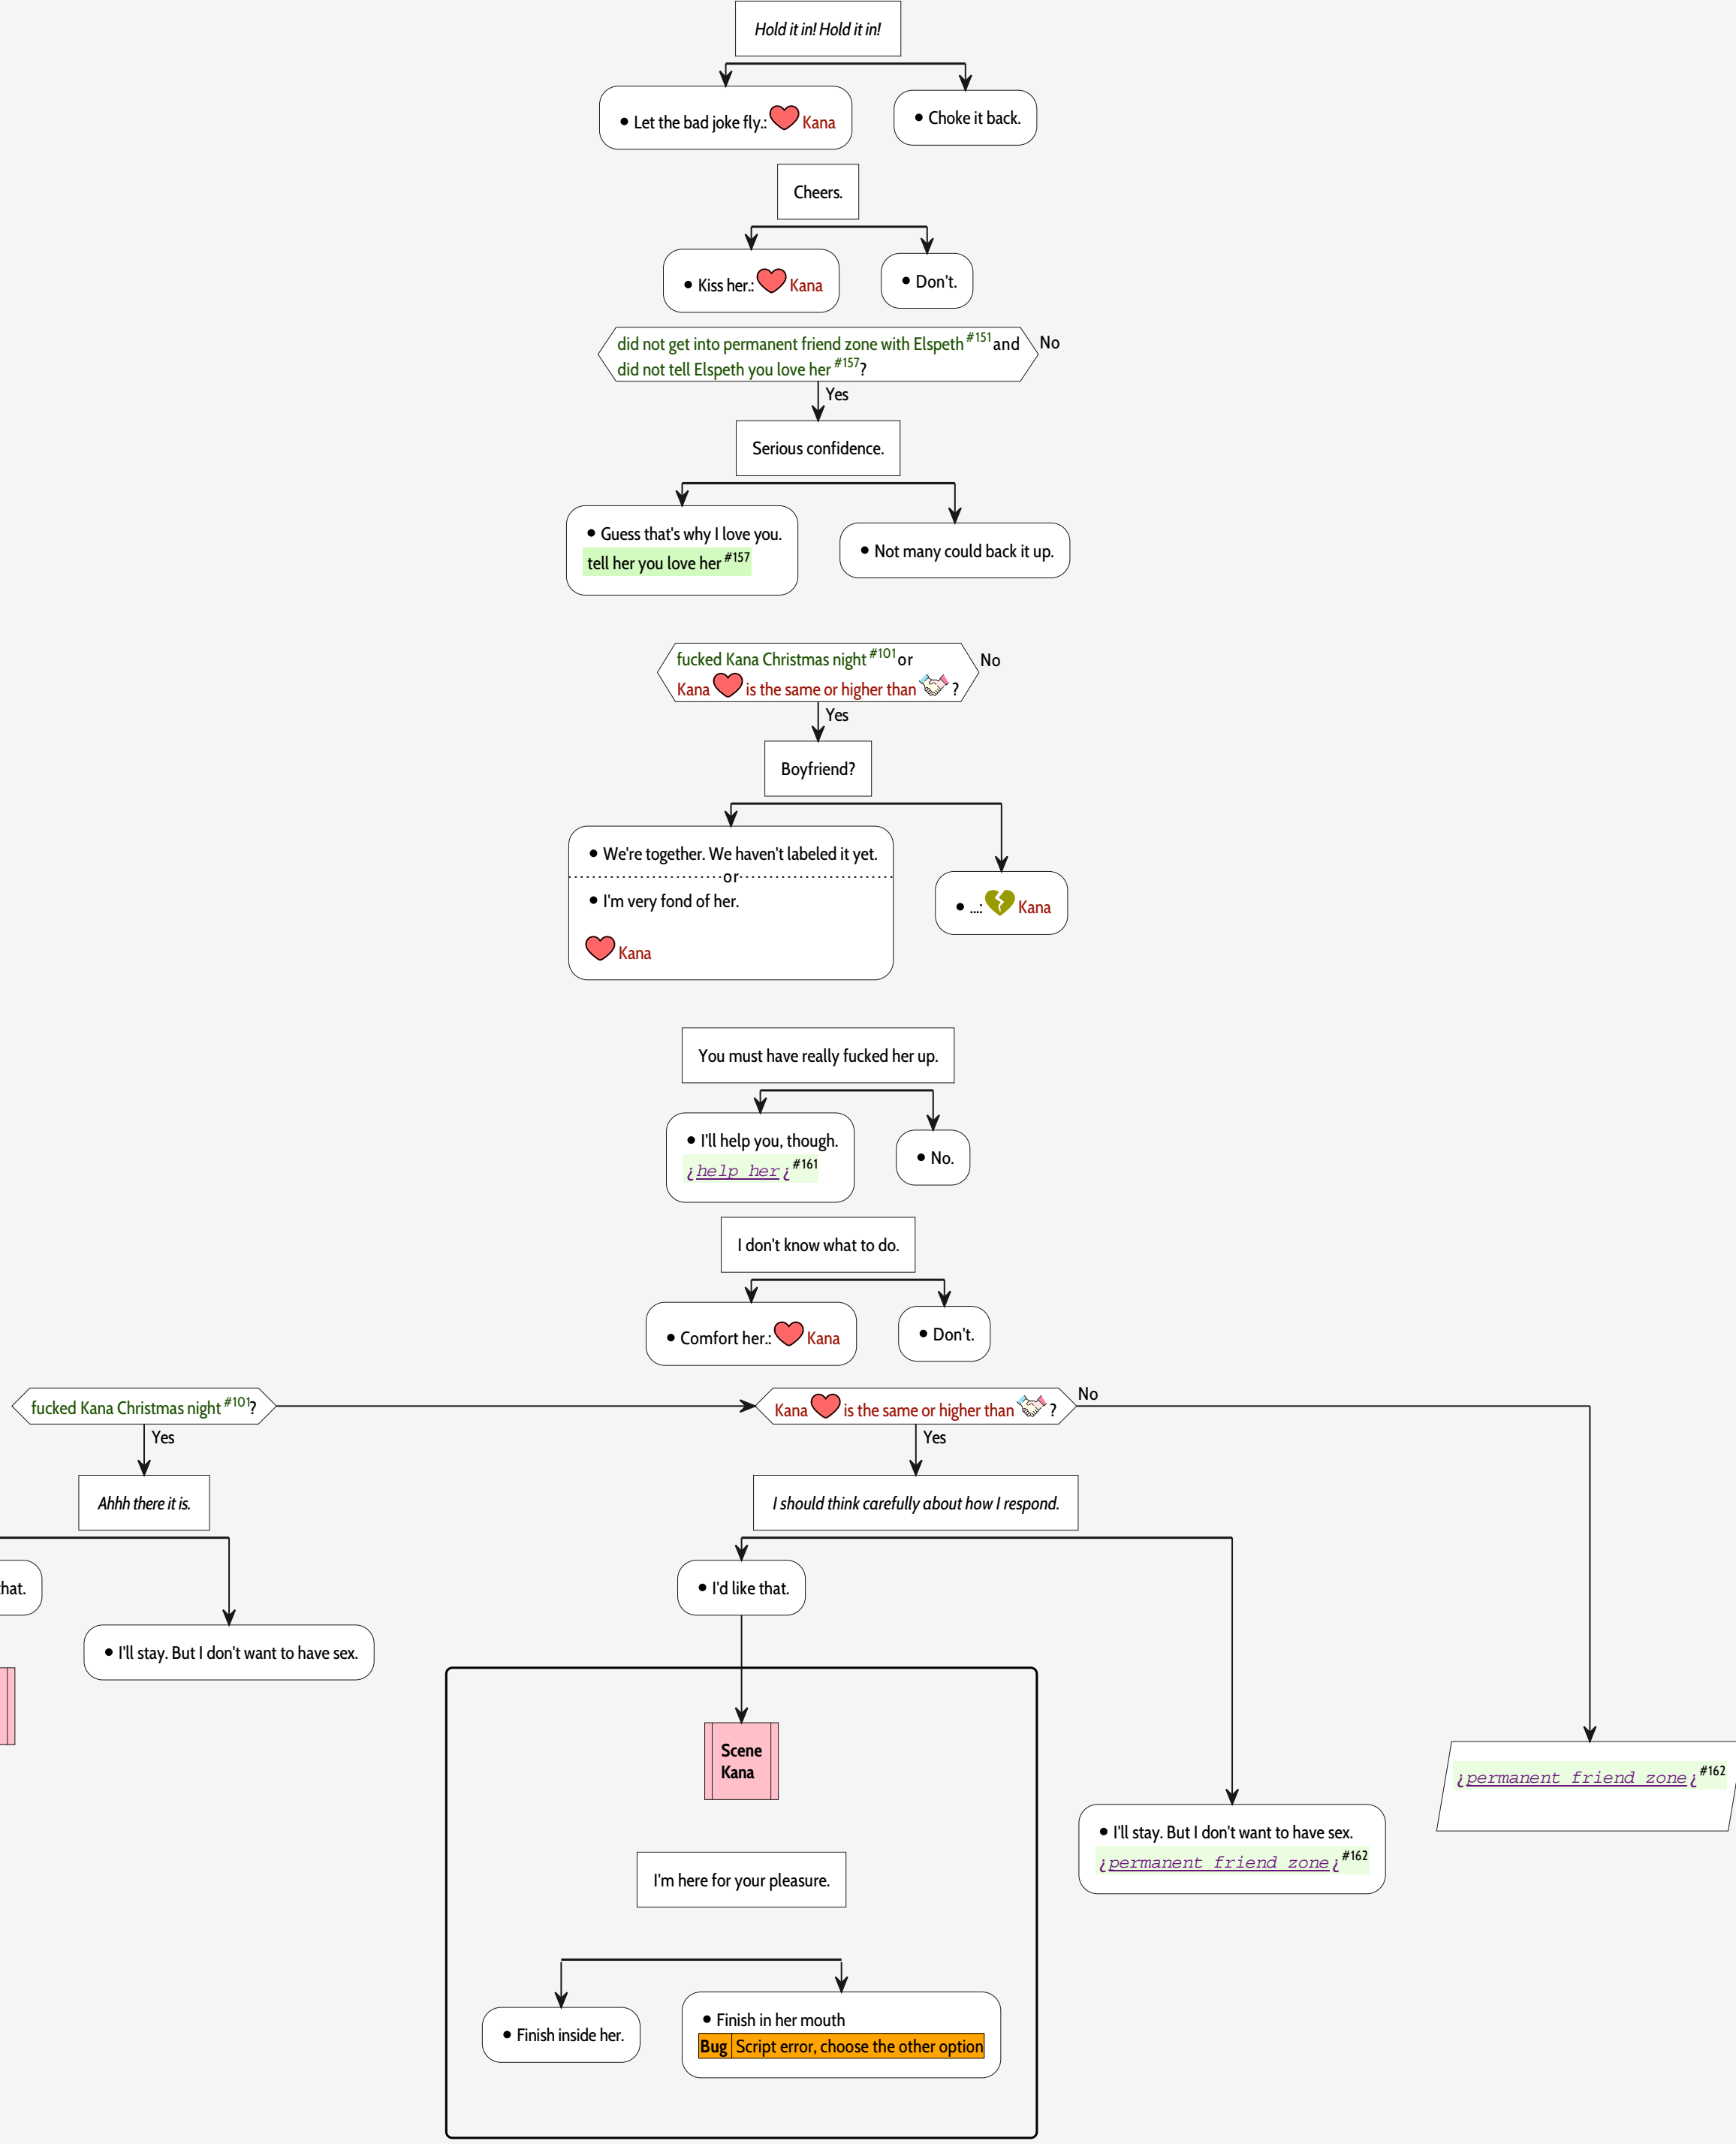 Hold it in! Hold it in!
• Let the bad joke fly.: Kana
• Choke it back.
Cheers.
• Kiss her.: Kana
• Don't.
did not get into permanent friend zone with Elspeth #151 and
did not tell Elspeth you love her #157?
No
Yes
Serious confidence.
• Guess that's why I love you.
tell her you love her #157
• Not many could back it up.
fucked Kana Christmas night #101 or
Kana is the same or higher than ?
No
Yes
Boyfriend?
• We're together. We haven't labeled it yet.
or
• I'm very fond of her.
Kana
• ...: Kana
You must have really fucked her up.
• I'll help you, though.
¿help her¿ #161
• No.
I don't know what to do.
• Comfort her.: Kana
• Don't.
fucked Kana Christmas night #101?
Kana is the same or higher than ?
No
Yes
Yes
Ahhh there it is.
I should think carefully about how I respond.
that.
• I'd like that.
• I'll stay. But I don't want to have sex.
Scene
Kana
¿permanent friend zone¿ #162
• I'll stay. But I don't want to have sex.
¿permanent friend zone¿ #162
I'm here for your pleasure.
• Finish inside her.
• Finish in her mouth
Bug Script error, choose the other option